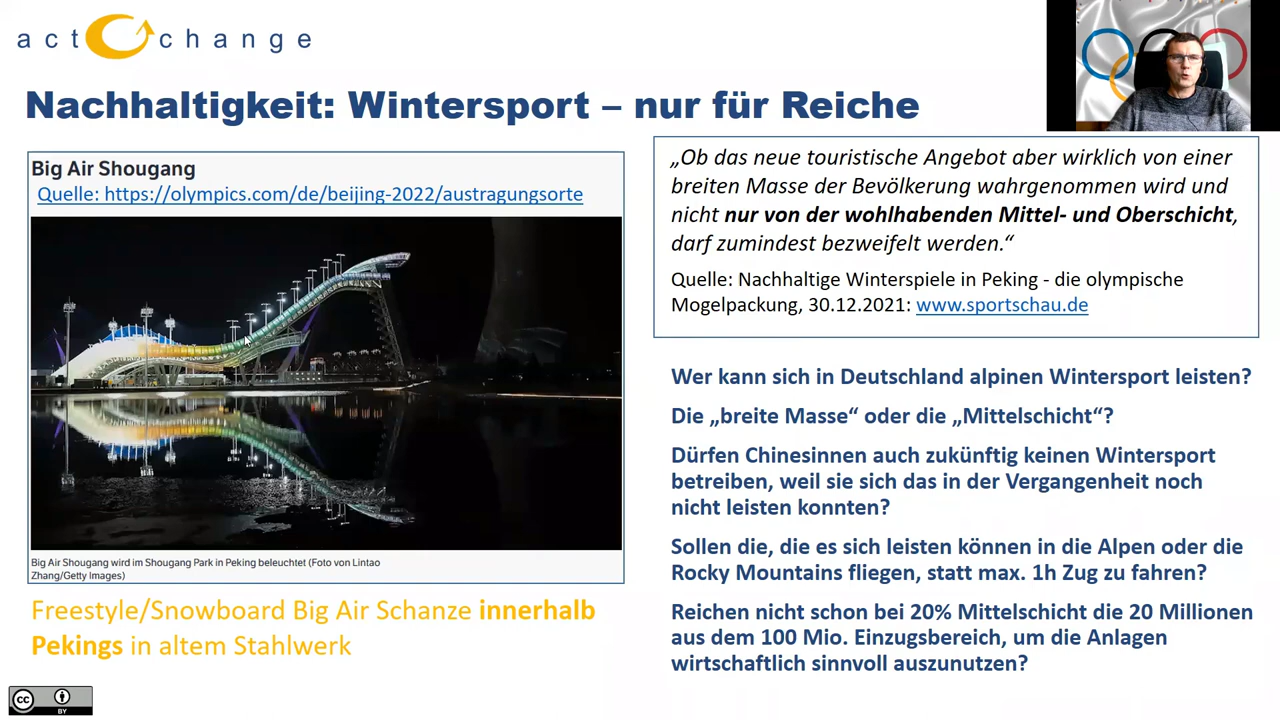 act change
Nachhaltigkeit: Wintersport – nur für Reiche
Big Air Shougang
Quelle: https://olympics.com/de/beijing-2022/austragungsorte
Big Air Shougang wird im Shougang Park in Peking beleuchtet (Foto von Lintao
Zhang/Getty Images)
Freestyle/Snowboard Big Air Schanze innerhalb
Pekings in altem Stahlwerk
„Ob das neue touristische Angebot aber wirklich von einer
breiten Masse der Bevölkerung wahrgenommen wird und
nicht nur von der wohlhabenden Mittel- und Oberschicht,
darf zumindest bezweifelt werden.“
Quelle: Nachhaltige Winterspiele in Peking - die olympische
Mogelpackung, 30.12.2021: www.sportschau.de
Wer kann sich in Deutschland alpinen Wintersport leisten?
Die „breite Masse“ oder die „Mittelschicht“?
Dürfen Chinesinnen auch zukünftig keinen Wintersport
betreiben, weil sie sich das in der Vergangenheit noch
nicht leisten konnten?
Sollen die, die es sich leisten können in die Alpen oder die
Rocky Mountains fliegen, statt max. 1h Zug zu fahren?
Reichen nicht schon bei 20% Mittelschicht die 20 Millionen
aus dem 100 Mio. Einzugsbereich, um die Anlagen
wirtschaftlich sinnvoll auszunutzen?
cc
BY